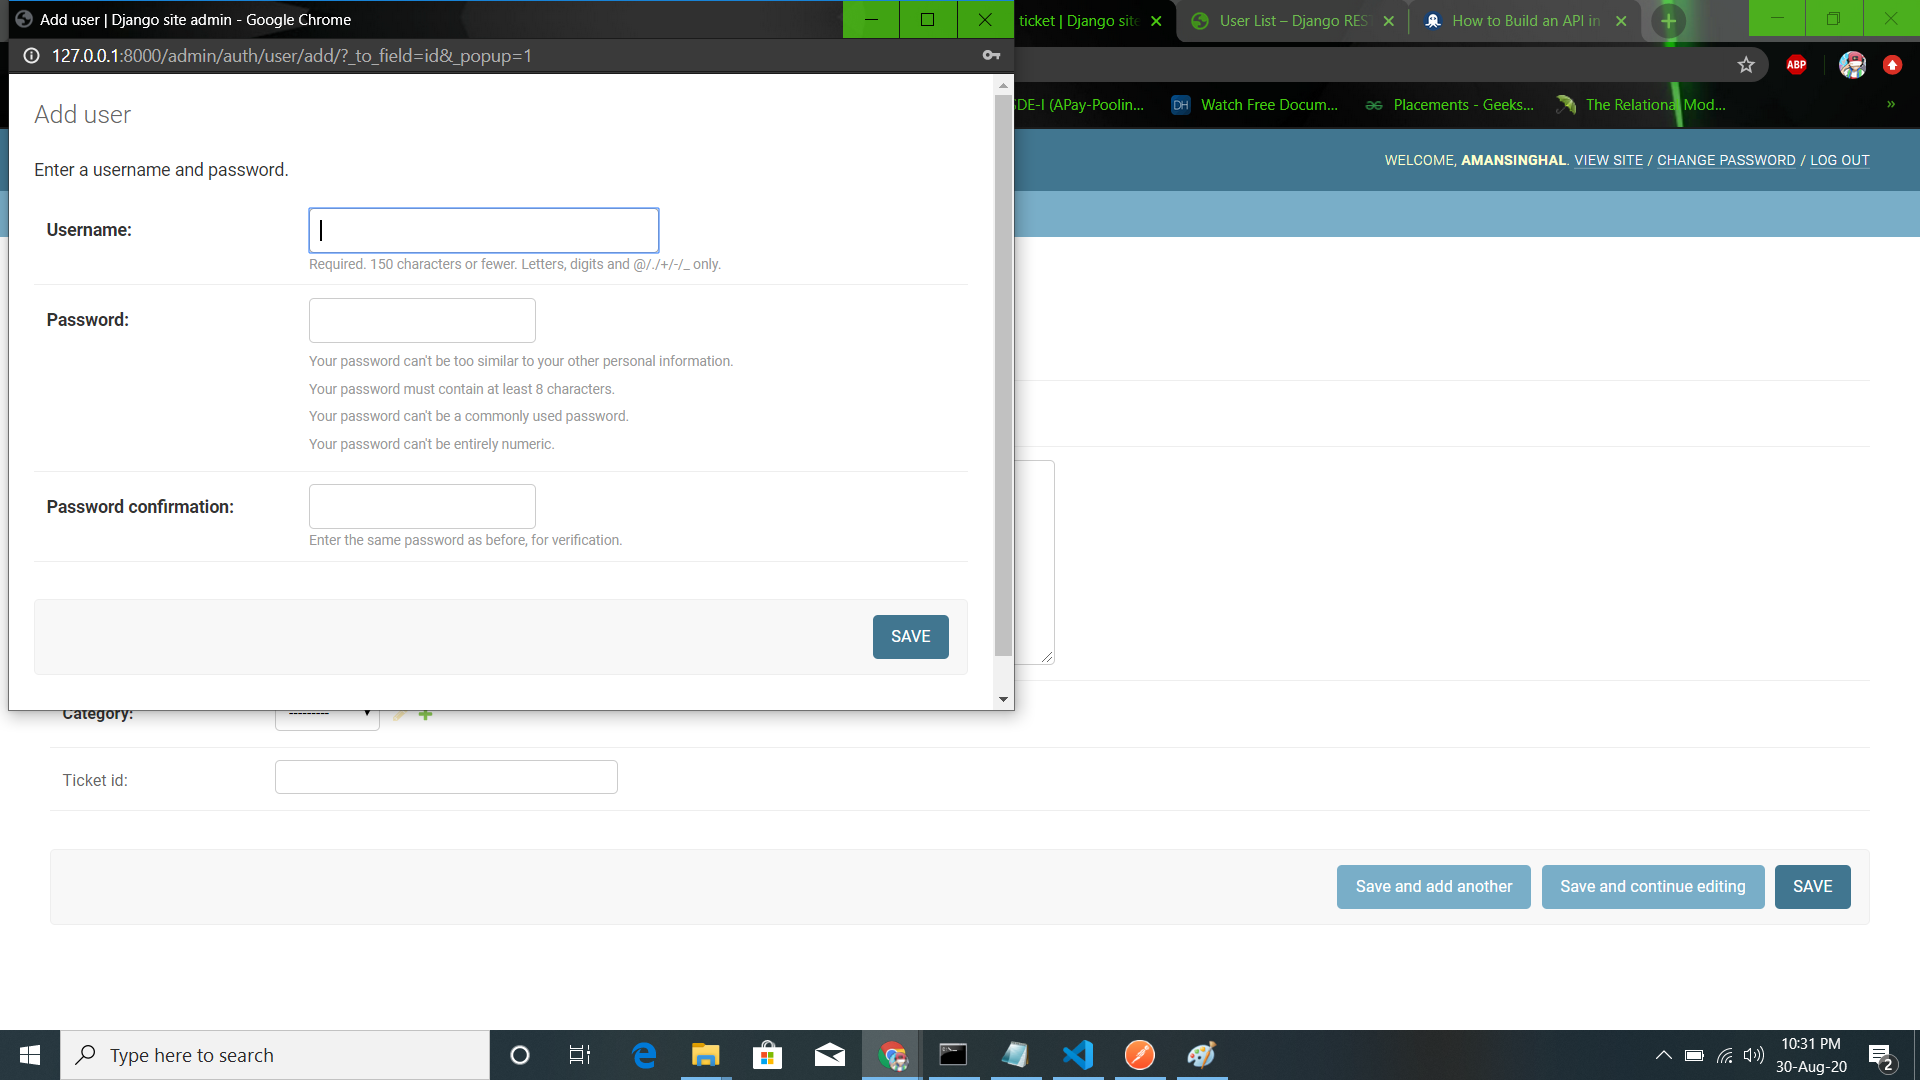 Add user | Django site admin - Google Chrome
ticket | Django site
User List – Django RES
How to Build an API in
127.0.0.1:8000/admin/auth/user/add/?_to_field=id&_popup=1
ABP
SDE-I (APay-Poolin...
DH Watch Free Docum...
Placements - Geeks...
The Relational Mod...
»
WELCOME, AMANSINGHAL. VIEW SITE / CHANGE PASSWORD / LOG OUT
Add user
Enter a username and password.
Username:
Required. 150 characters or fewer. Letters, digits and @/./+/-/_ only.
Password:
Your password can't be too similar to your other personal information.
Your password must contain at least 8 characters.
Your password can't be a commonly used password.
Your password can't be entirely numeric.
Password confirmation:
Enter the same password as before, for verification.
SAVE
Category: ---------
Ticket id:
Save and add another
Save and continue editing
SAVE
Type here to search
10:31 PM
30-Aug-20
2